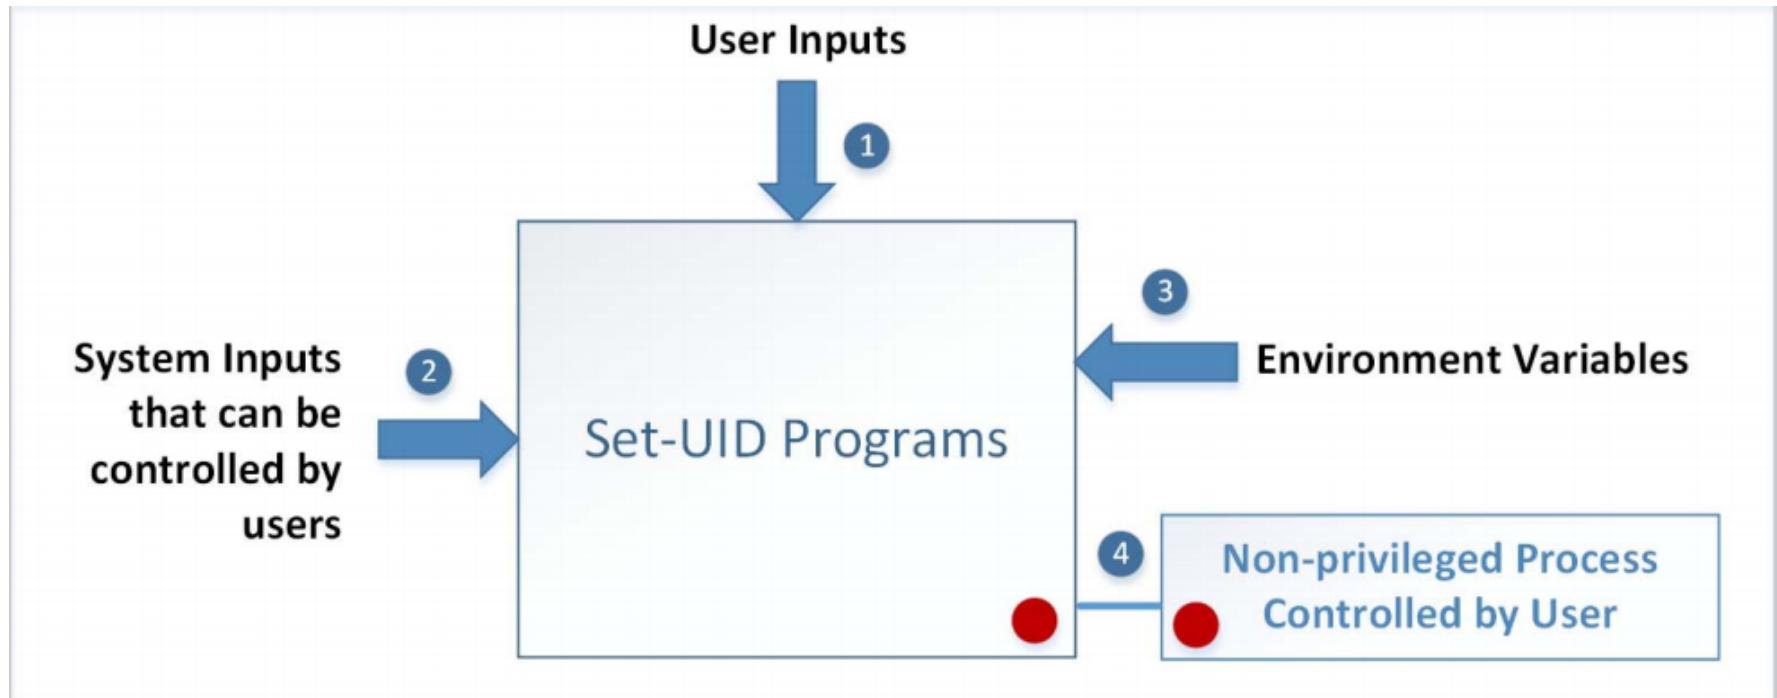 User Inputs
1
System Inputs
that can be
controlled by
users
2
3
Environment Variables
Set-UID Programs
4
Non-privileged Process
Controlled by User